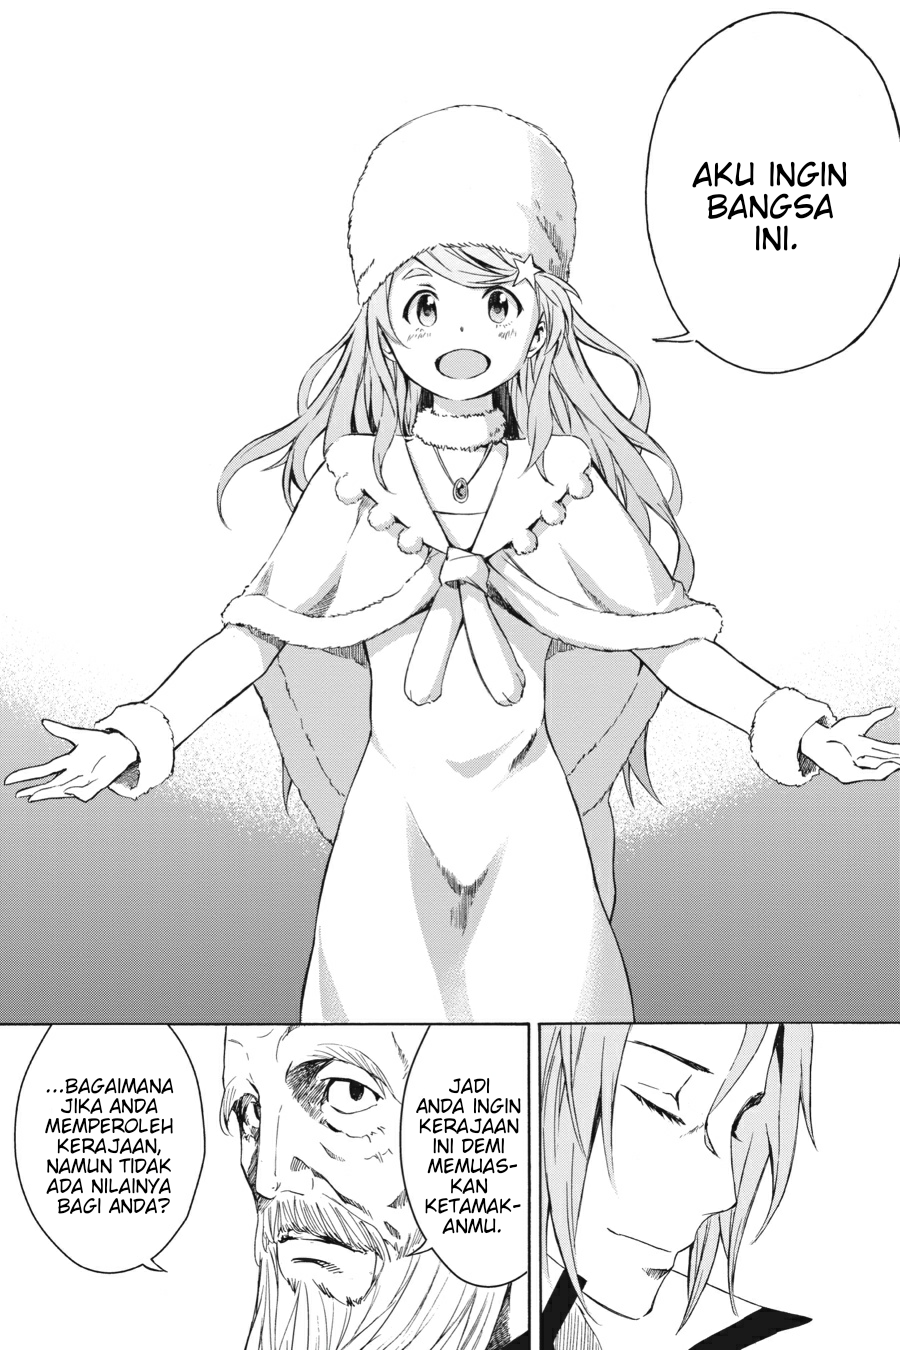 AKU INGIN
BANGSA
INI.
JADI
ANDA INGIN
KERAJAAN
INI DEMI
MEMUAS-
KAN
KETAMAK-
ANMU.
...BAGAIMANA
JIKA ANDA
MEMPEROLEH
KERAJAAN,
NAMUN TIDAK
ADA NILAINYA
BAGI ANDA?